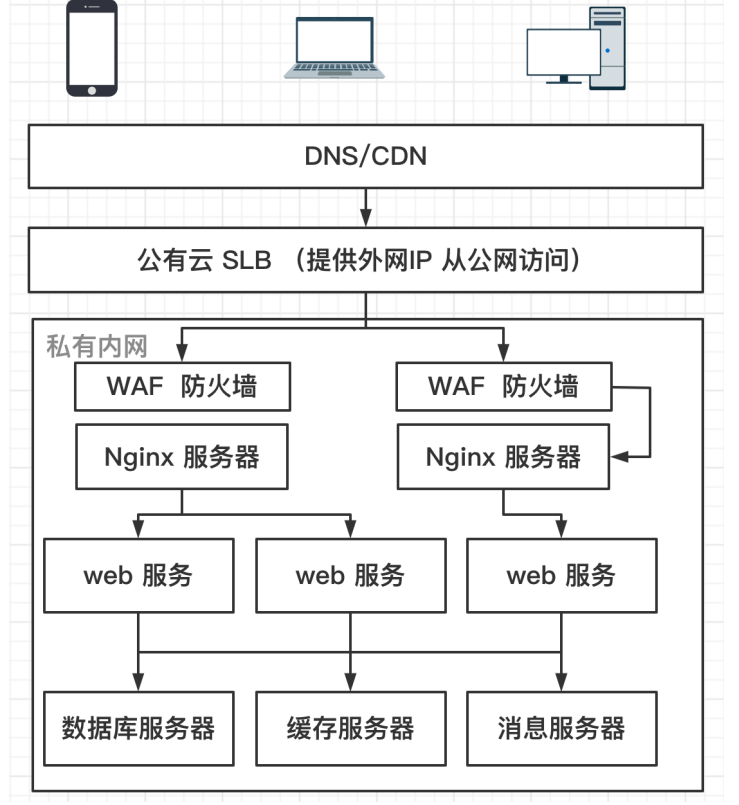 DNS/CDN
公有云 SLB （提供外网IP 从公网访问）
私有内网
WAF 防火墙
WAF 防火墙
Nginx 服务器
Nginx 服务器
web 服务
web 服务
web 服务
数据库服务器
缓存服务器
消息服务器